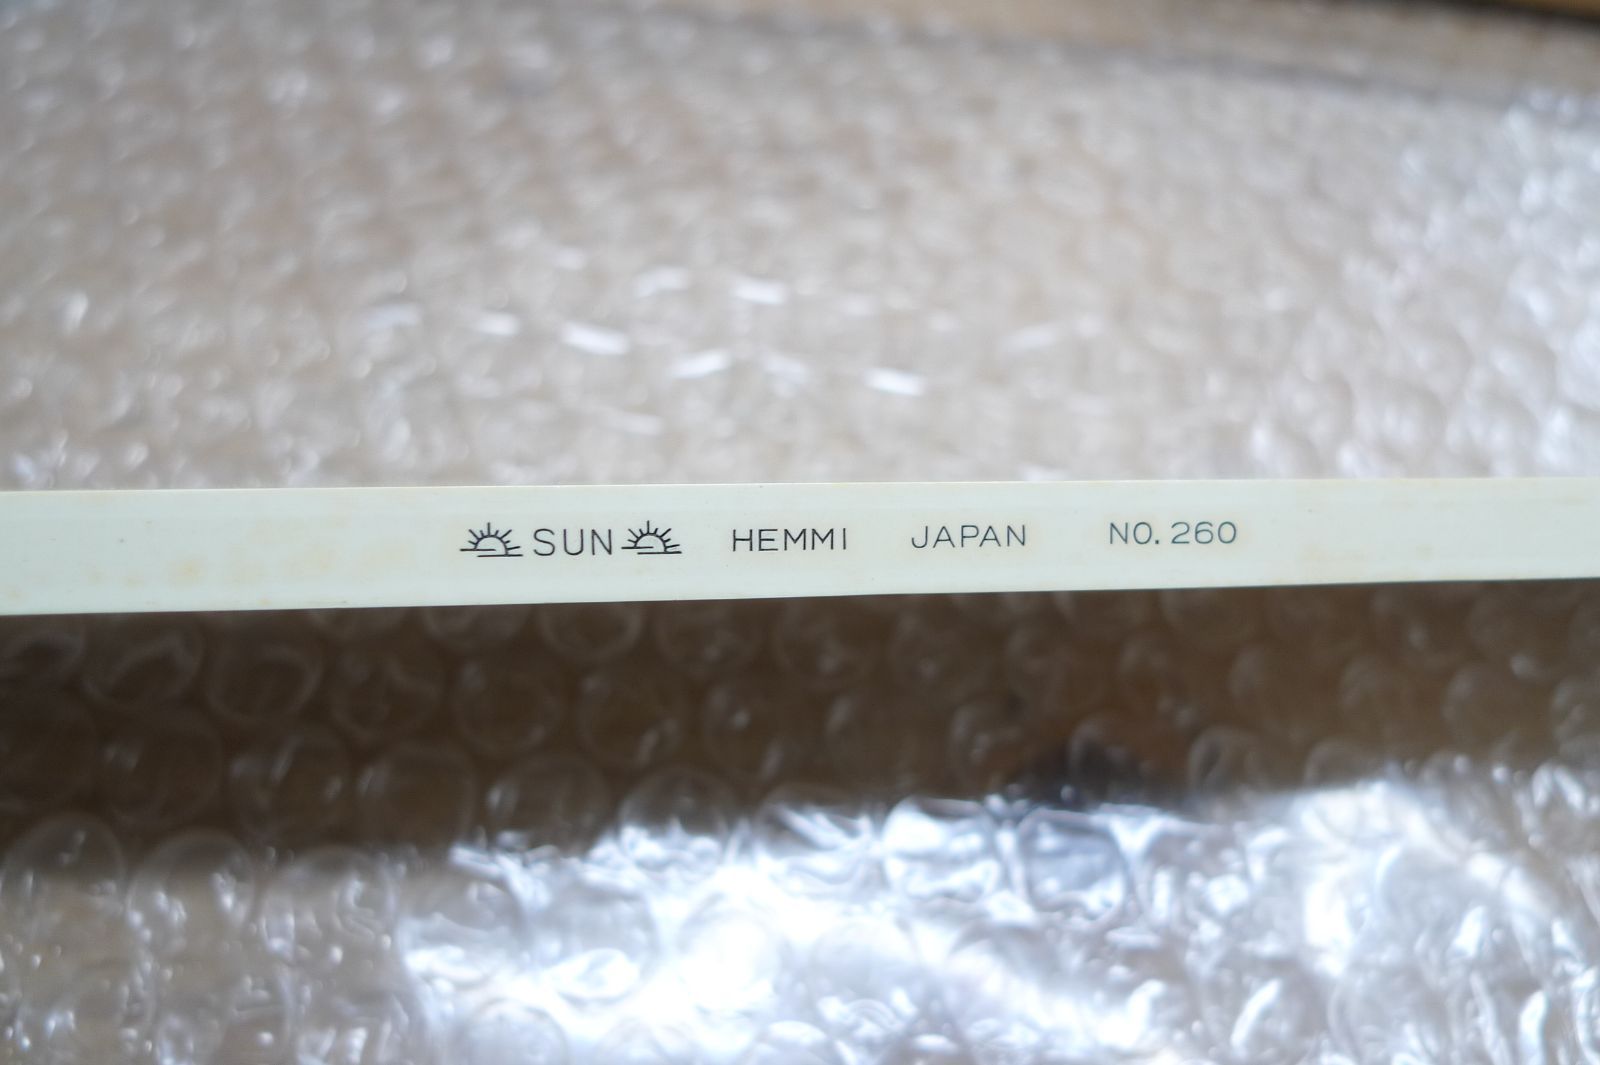 SUN HEMMI JAPAN NO. 260